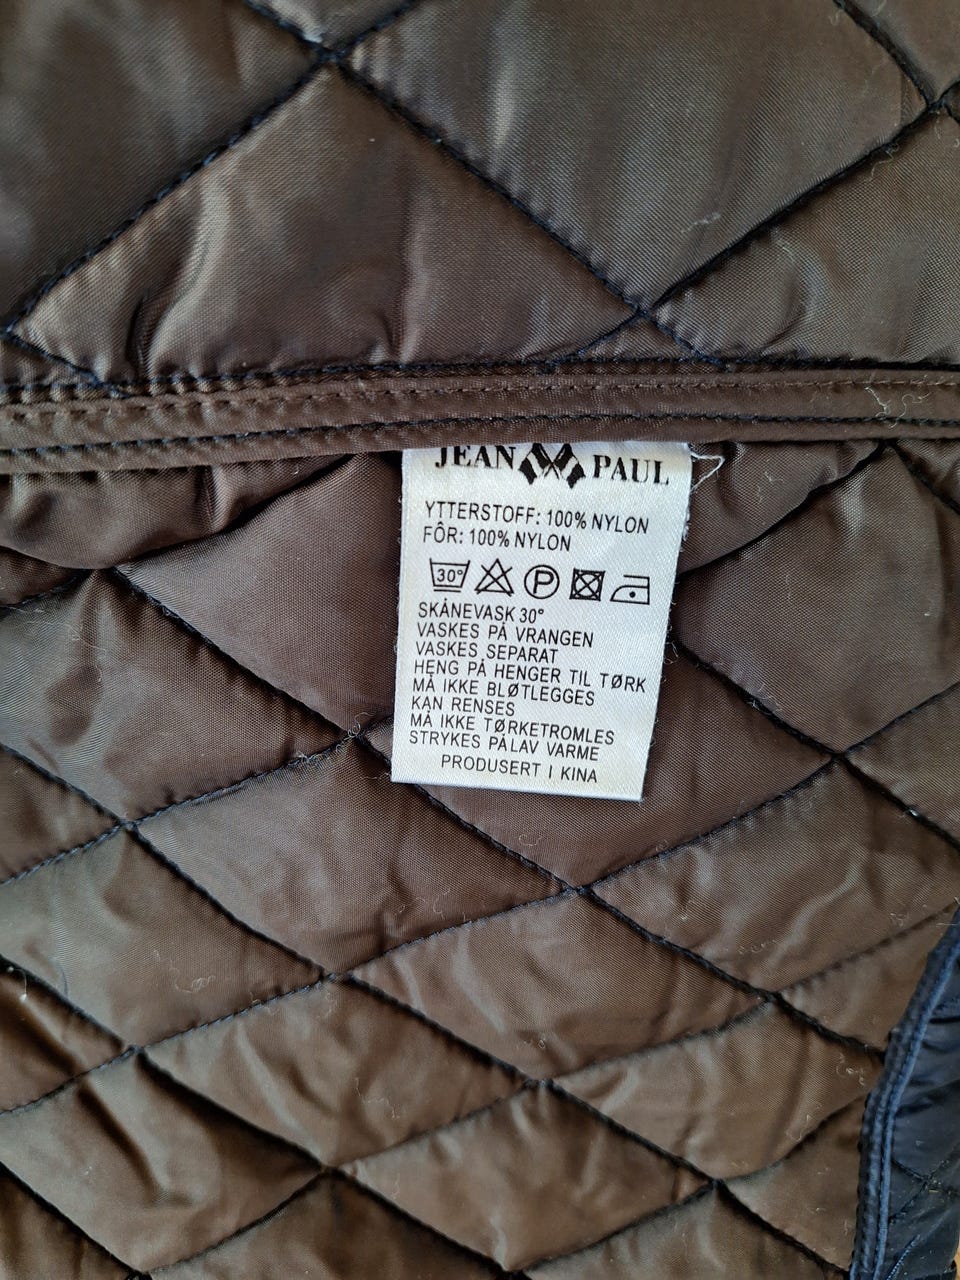 JEAN PAUL
YTTERSTOFF: 100% NYLON
FÔR: 100% NYLON
30° P
SKÅNEVASK 30°
VASKES PÅ VRANGEN
VASKES SEPARAT
HENG PÅ HENGER TIL TØRK
MÅ IKKE BLØTLEGGES
KAN RENSES
MÅ IKKE TØRKETROMLES
STRYKES PÅ LAV VARME
PRODUSERT I KINA